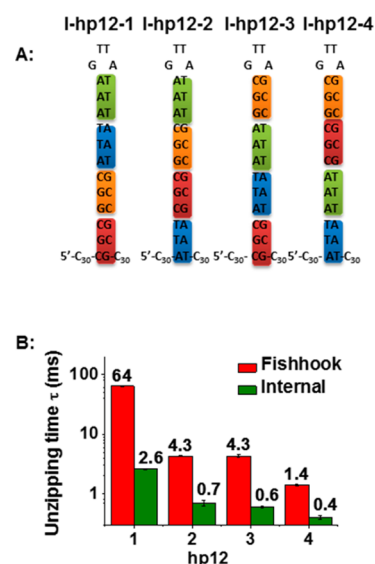 I-hp12-1 I-hp12-2 I-hp12-3 I-hp12-4
A:
TT TT TT TT
G A G A G A G A
AT AT CG CG
AT AT GC GC
AT AT GC GC
TA CG AT CG
TA GC AT GC
AT GC AT CG
CG CG TA AT
GC GC TA AT
GC CG AT AT
CG TA CG TA
GC TA GC TA
5'-C30-CG-C30 5'-C30-AT-C30 5'-C30- CG-C30 5'-C30-AT-C30
B:
Unzipping time τ (ms)
100
10
1
Fishhook
Internal
64
2.6
4.3
0.7
4.3
0.6
1.4
0.4
1 2 3 4
hp12